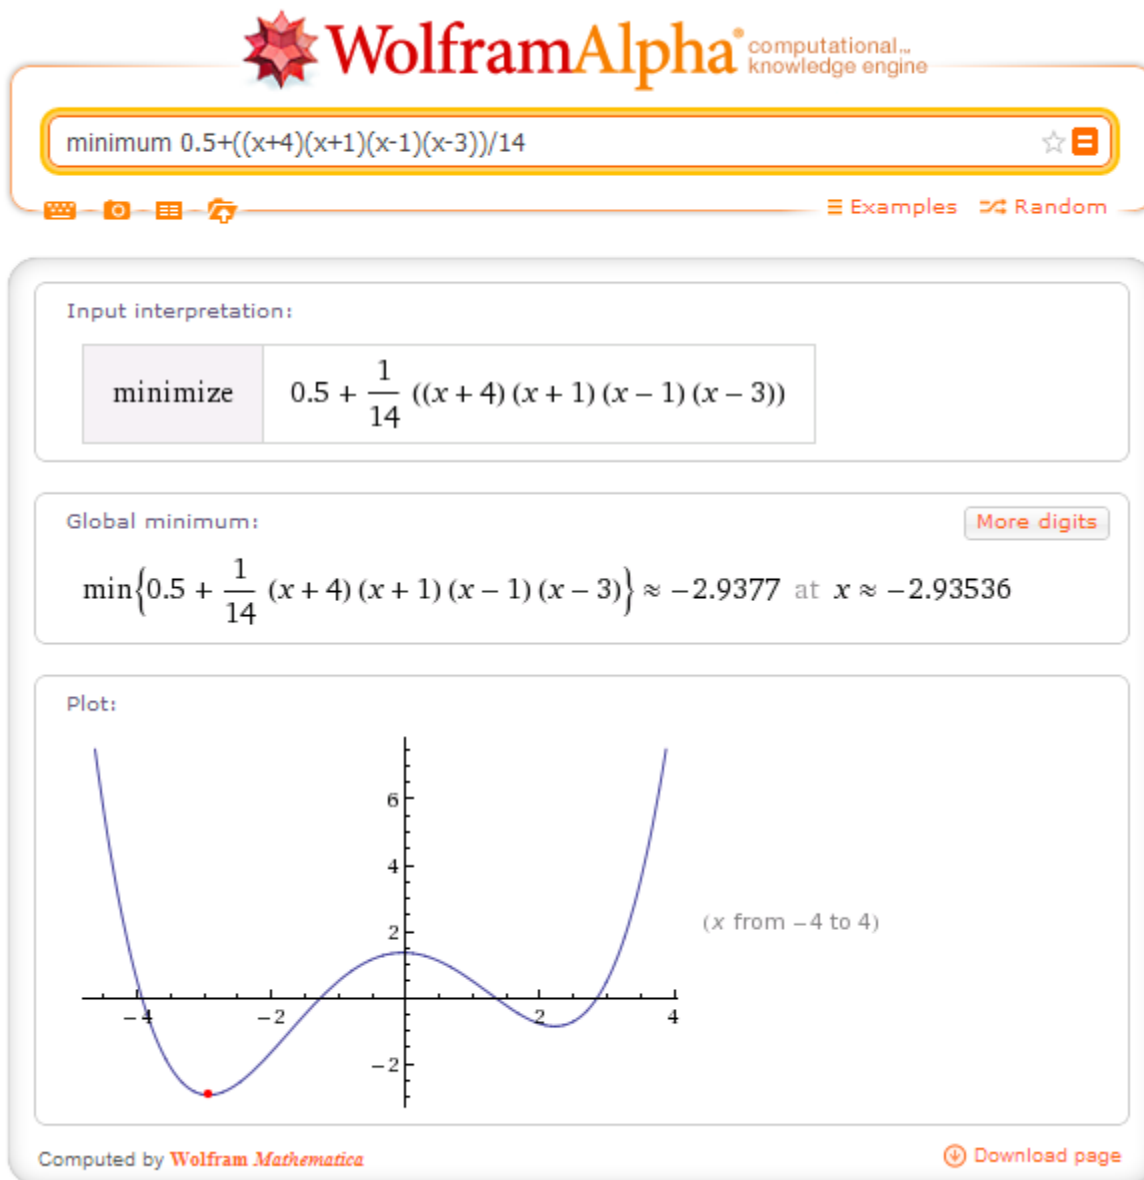 WolframAlpha® computational...
knowledge engine
minimum 0.5+((x+4)(x+1)(x-1)(x-3))/14
Examples Random
Input interpretation:
minimize 0.5 + 1/14 ((x + 4) (x + 1) (x − 1) (x − 3))
Global minimum: More digits
min{0.5 + 1/14 (x + 4) (x + 1) (x − 1) (x − 3)} ≈ −2.9377 at x ≈ −2.93536
Plot:
6
4
2
(x from −4 to 4)
−4 −2 2 4
−2
Computed by Wolfram Mathematica Download page